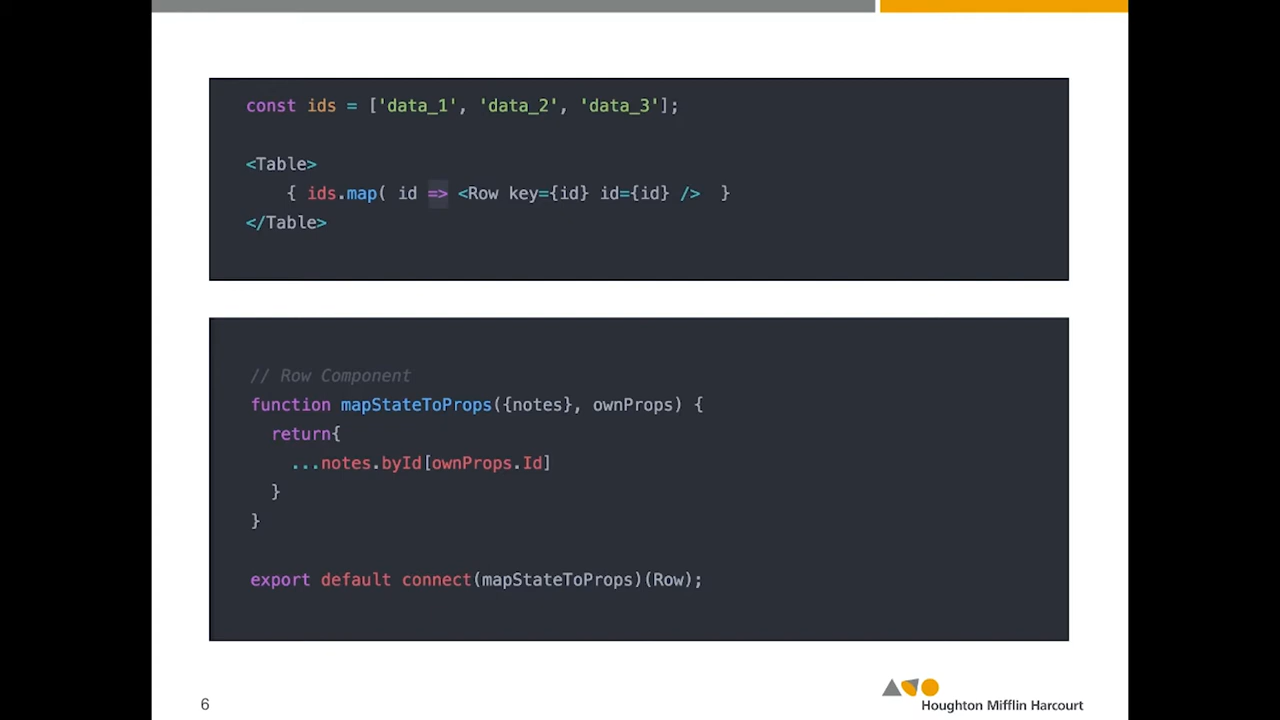 const ids = ['data_1', 'data_2', 'data_3'];
<Table>
{ ids.map( id => <Row key={id} id={id} />  }
</Table>
// Row Component
function mapStateToProps({notes}, ownProps) {
return{
...notes.byId[ownProps.Id]
}
}
export default connect(mapStateToProps)(Row);
6
Houghton Mifflin Harcourt